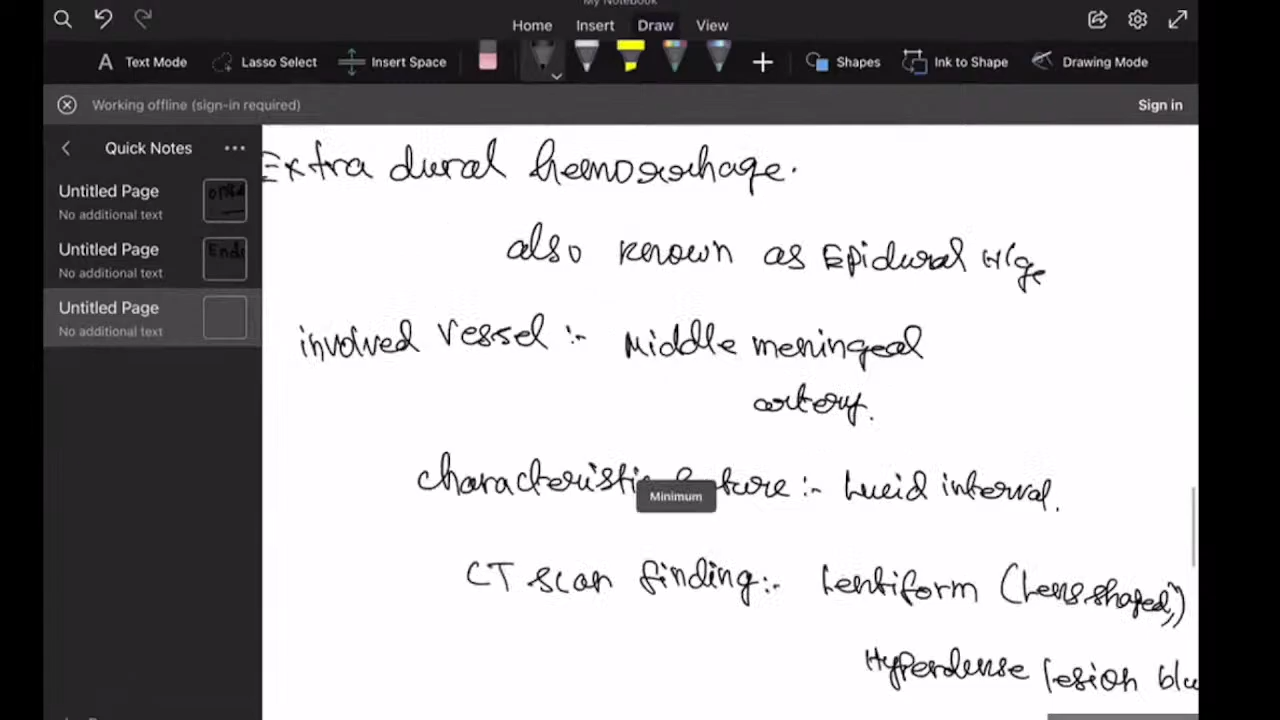 My Notebook
Home Insert Draw View
Text Mode Lasso Select Insert Space Shapes Ink to Shape Drawing Mode
Working offline (sign-in required) Sign in
Quick Notes
Untitled Page
No additional text
Untitled Page
No additional text
Untitled Page
No additional text
Extra dural hemorrhage.
also known as Epidural H/ge
involved vessel :- Middle meningeal
artery.
characteristic :- Lucid interval.
Minimum
CT scan finding :- Lentiform (Lens shaped,)
Hyperdense lesion